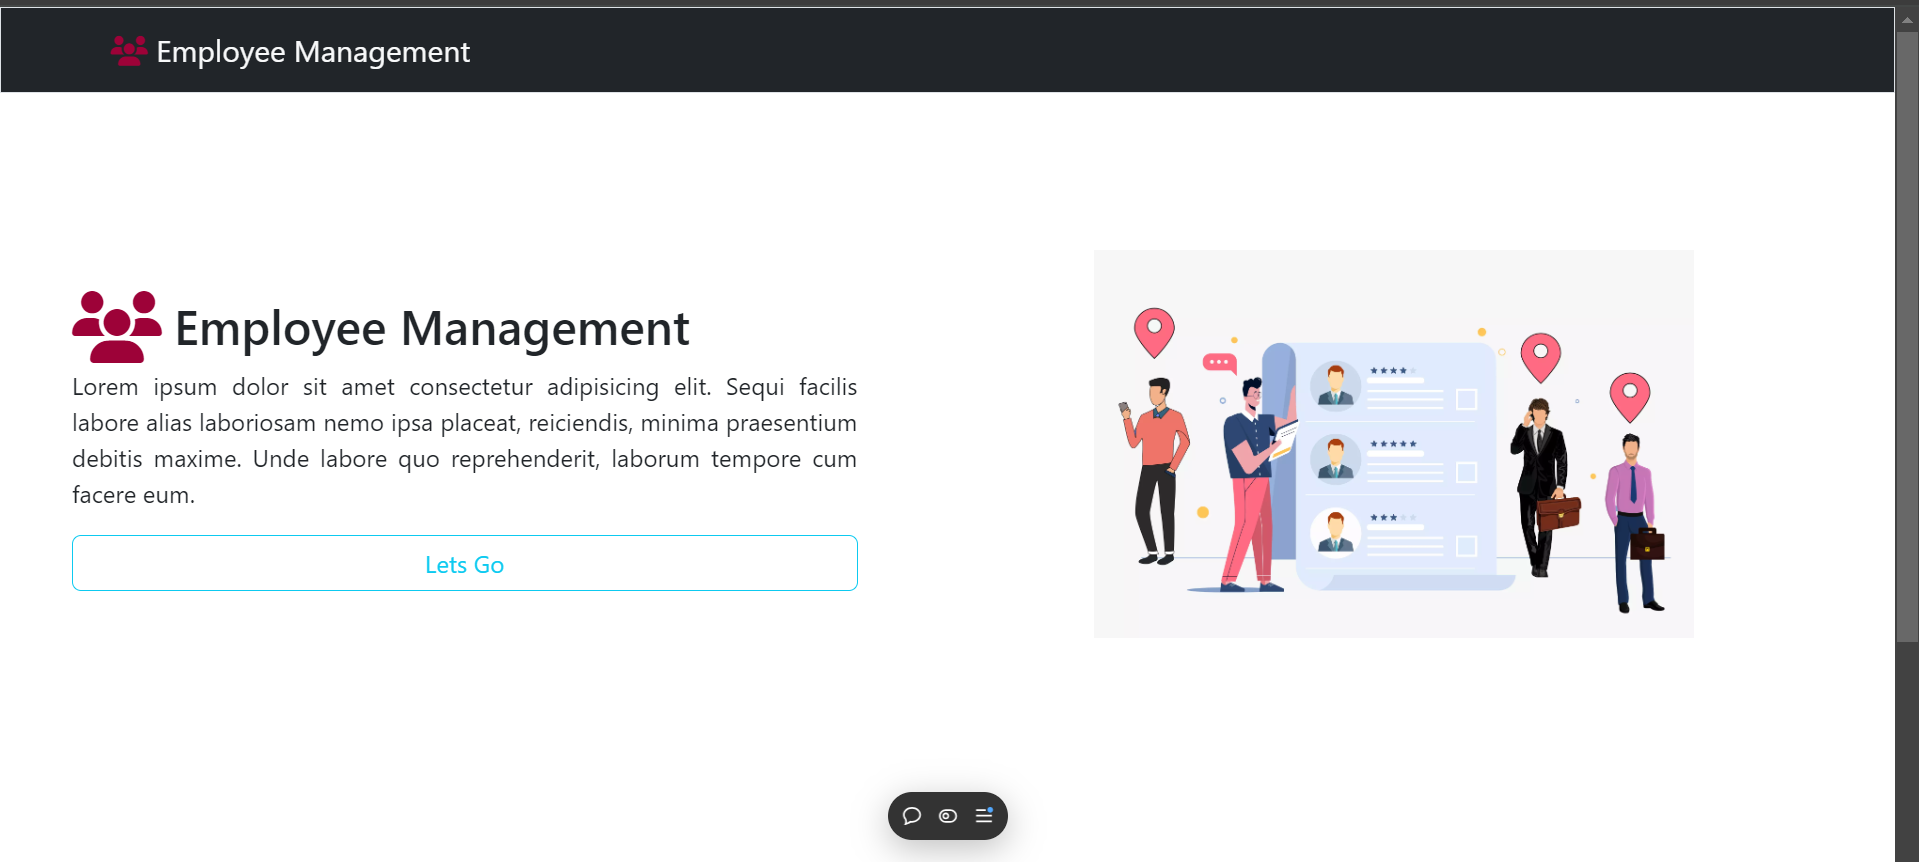 Employee Management
Employee Management
Lorem ipsum dolor sit amet consectetur adipisicing elit. Sequi facilis
labore alias laboriosam nemo ipsa placeat, reiciendis, minima praesentium
debitis maxime. Unde labore quo reprehenderit, laborum tempore cum
facere eum.
Lets Go